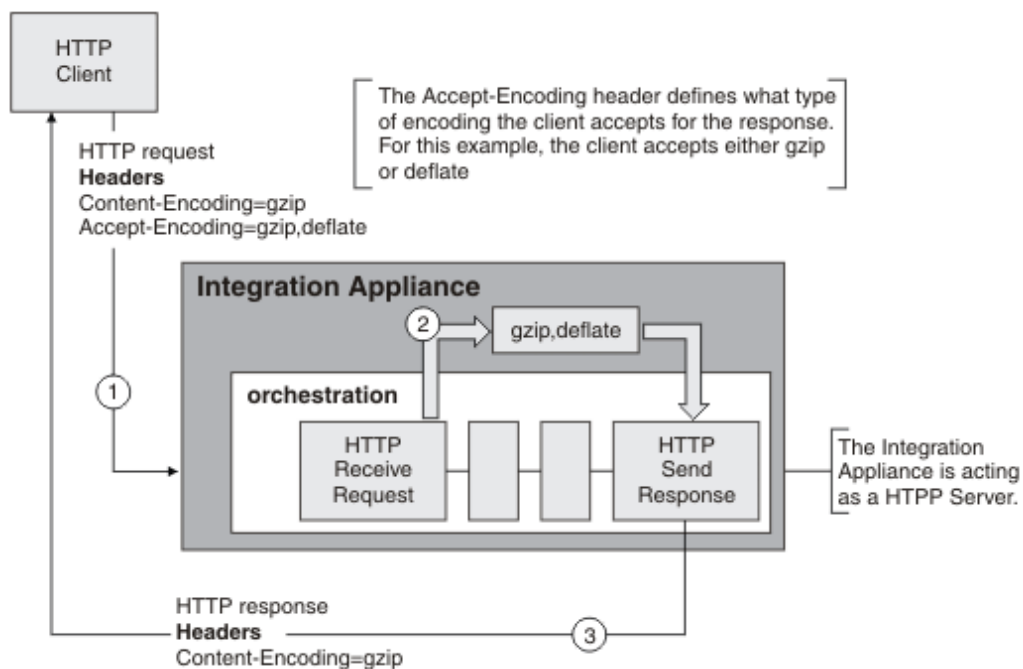 HTTP
Client
The Accept-Encoding header defines what type
of encoding the client accepts for the response.
For this example, the client accepts either gzip
or deflate
HTTP request
Headers
Content-Encoding=gzip
Accept-Encoding=gzip,deflate
Integration Appliance
2
gzip,deflate
1
orchestration
HTTP
Receive
Request
HTTP
Send
Response
The Integration
Appliance is acting
as a HTPP Server.
HTTP response
Headers
Content-Encoding=gzip
3